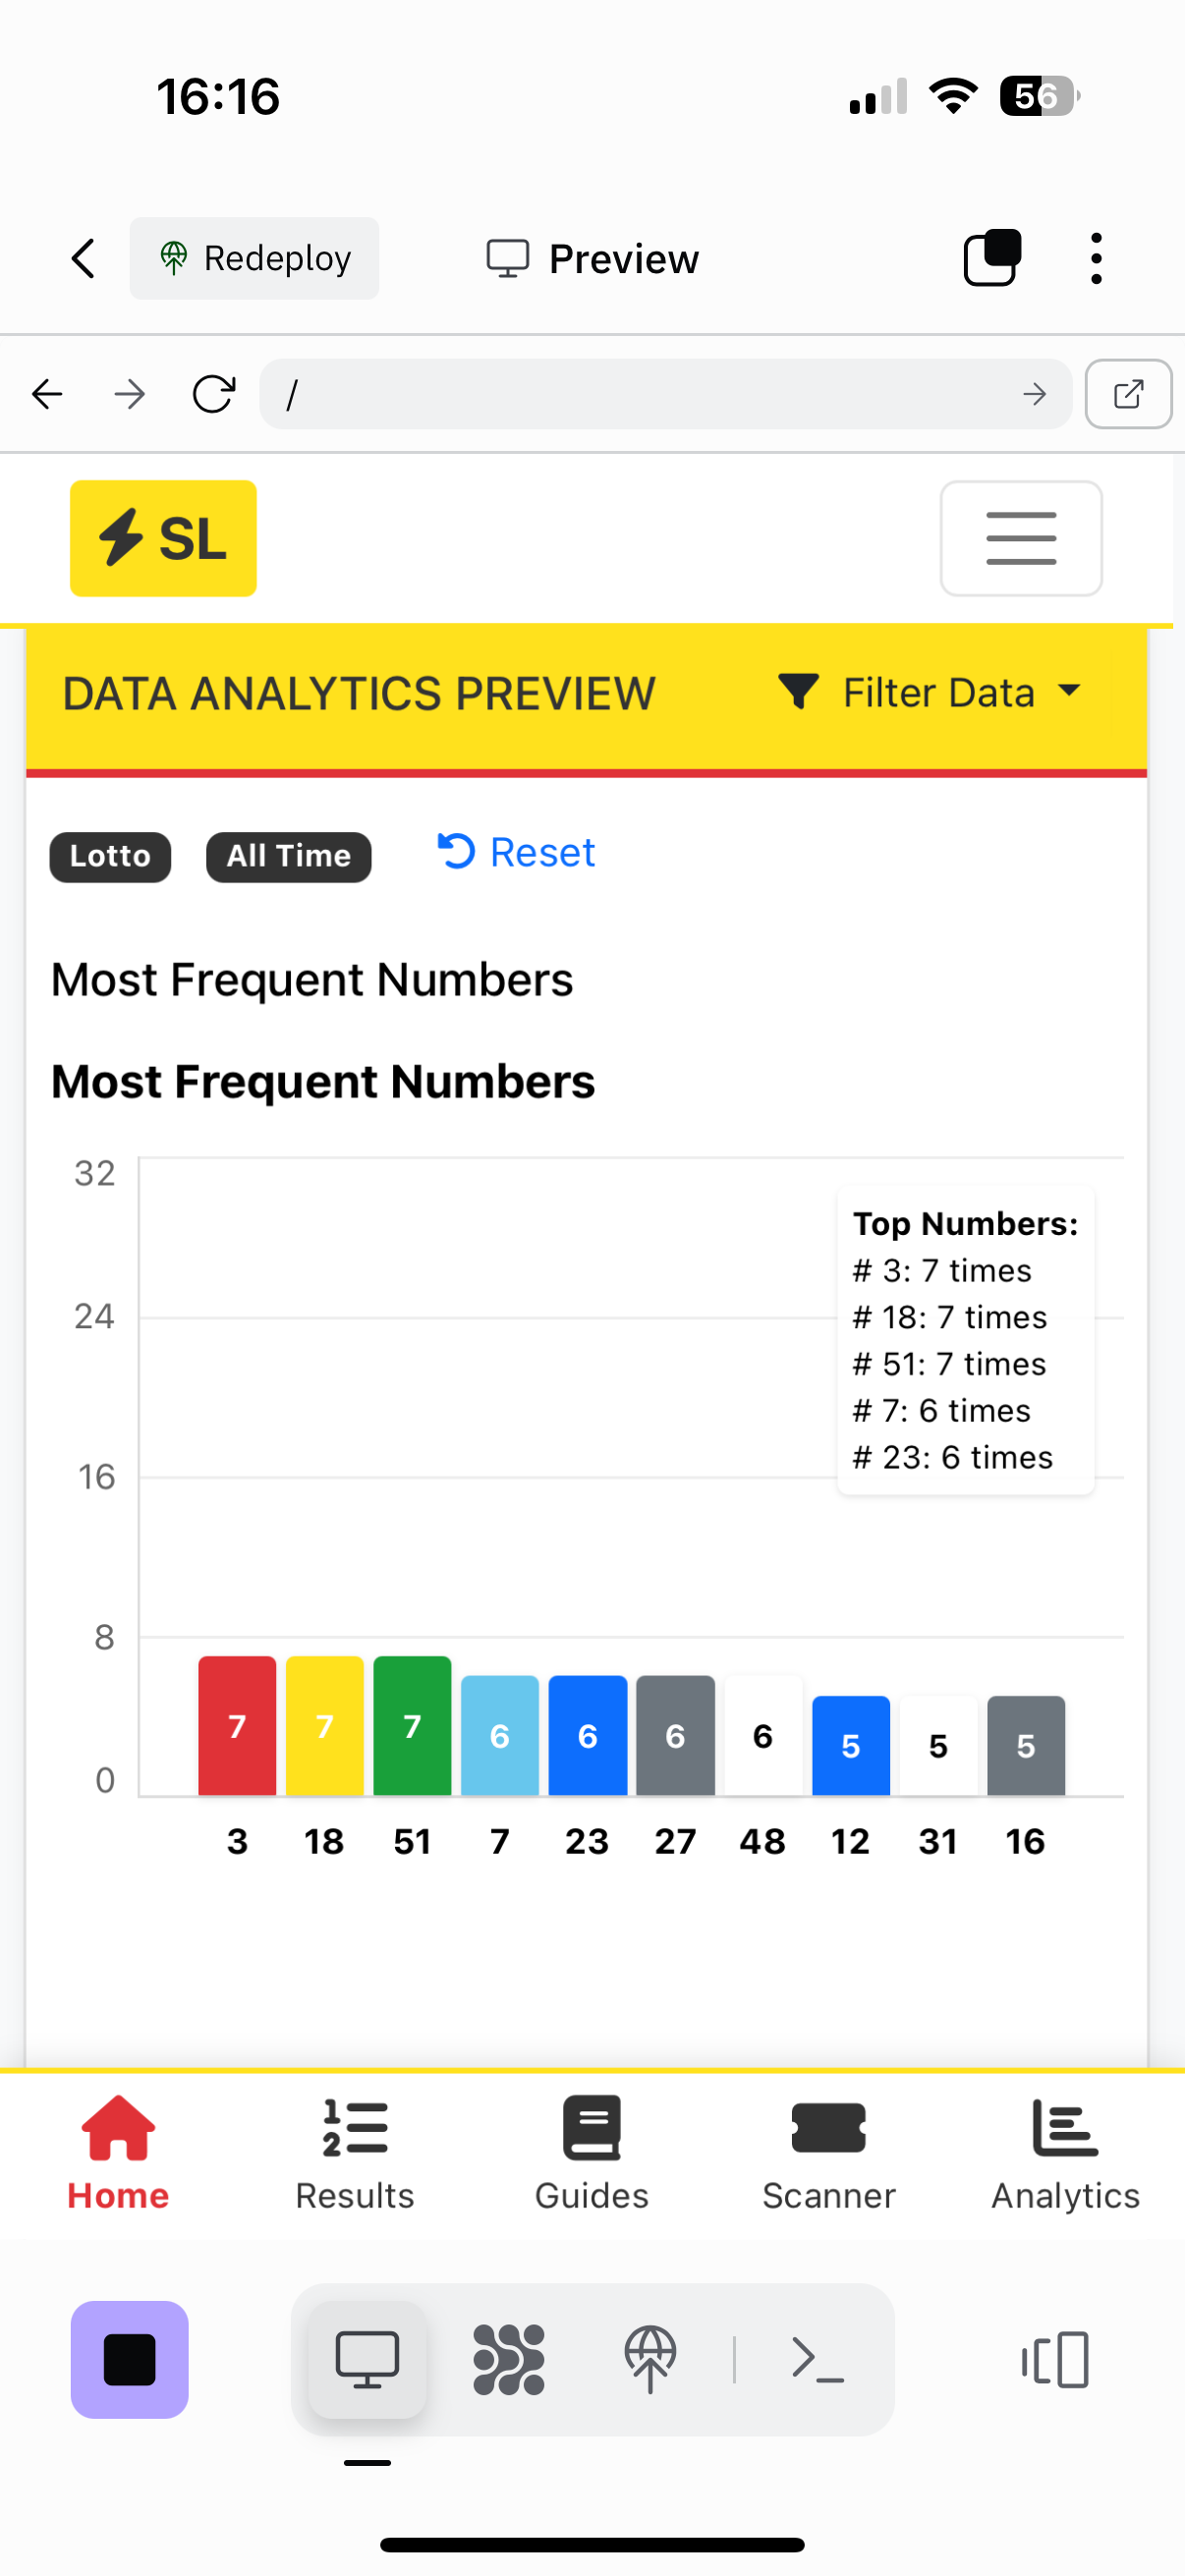 16:16
56
Redeploy
Preview
/
SL
DATA ANALYTICS PREVIEW
Filter Data
Lotto
All Time
Reset
Most Frequent Numbers
Most Frequent Numbers
32
24
16
8
0
Top Numbers:
# 3: 7 times
# 18: 7 times
# 51: 7 times
# 7: 6 times
# 23: 6 times
7 7 7 6 6 6 6 5 5 5
3 18 51 7 23 27 48 12 31 16
Home
Results
Guides
Scanner
Analytics